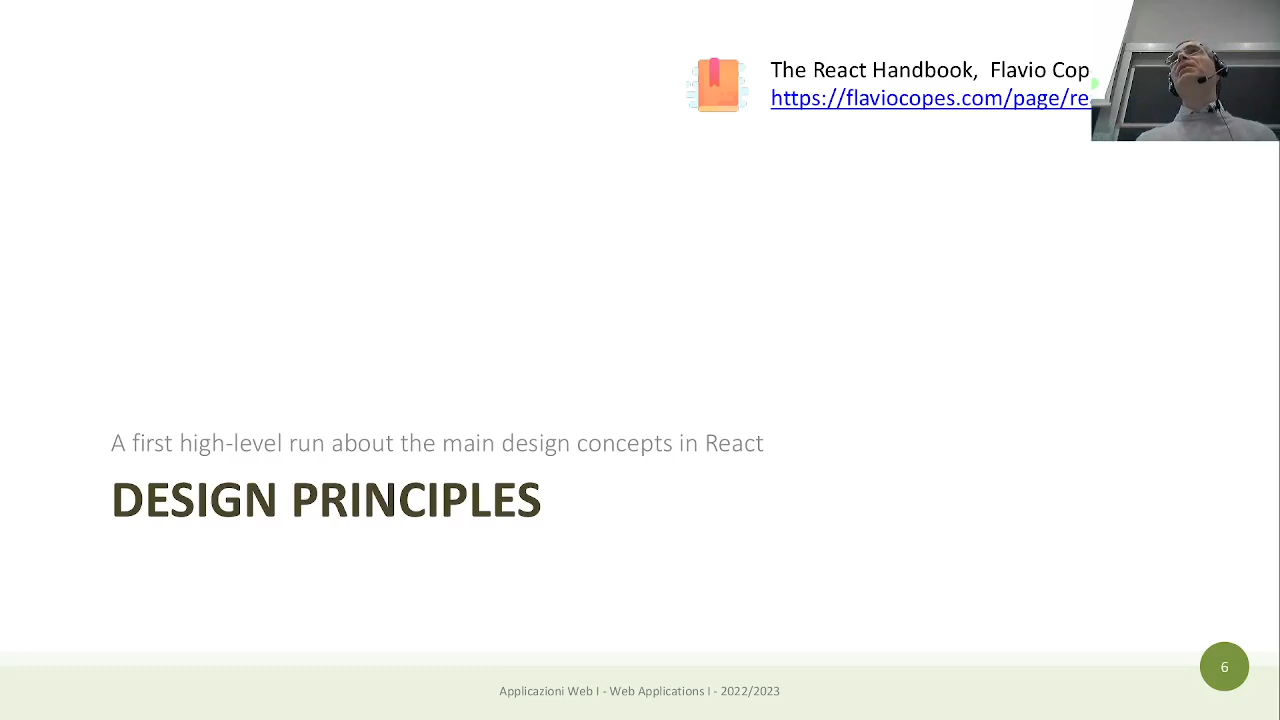 The React Handbook, Flavio Cop
https://flaviocopes.com/page/re
A first high-level run about the main design concepts in React
DESIGN PRINCIPLES
6
Applicazioni Web I - Web Applications I - 2022/2023